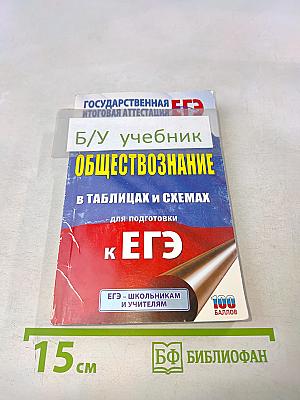 ГОСУДАРСТВЕННАЯ
ИТОГОВАЯ АТТЕСТАЦИЯ ЕГЭ
Б/У учебник
ОБЩЕСТВОЗНАНИЕ
В ТАБЛИЦАХ И СХЕМАХ
для подготовки
к ЕГЭ
ЕГЭ – ШКОЛЬНИКАМ
И УЧИТЕЛЯМ
100
БАЛЛОВ
15 см
БФ БИБЛИОФАН